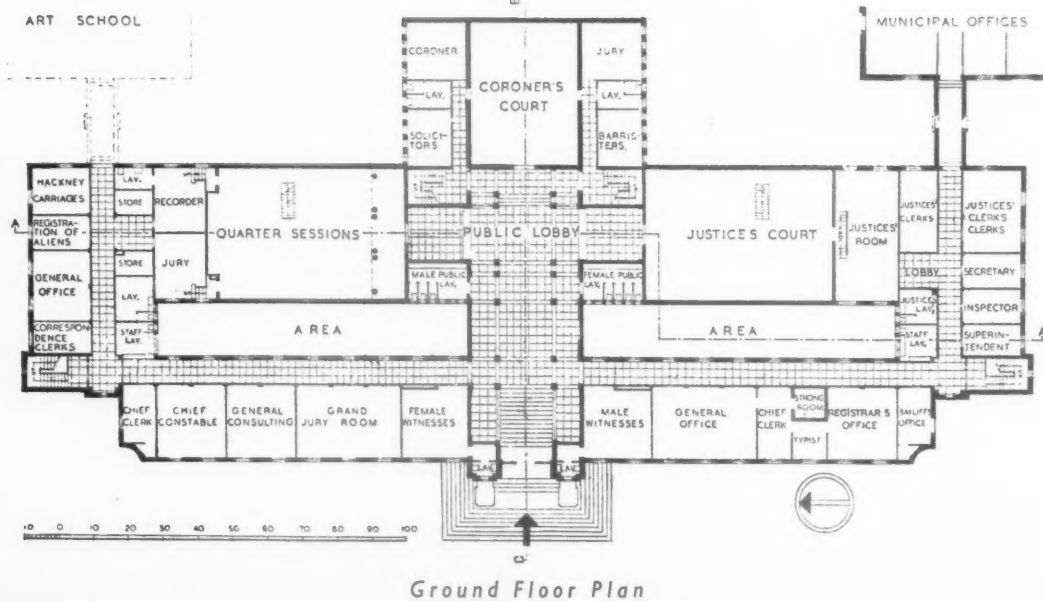 ART SCHOOL
MUNICIPAL OFFICES
CORONER
CORONER'S
COURT
JURY
LAV.
LAV.
SOLICI-
TORS
BARRIS-
TERS.
HACKNEY
CARRIAGES
LAV.
STORE
RECORDER
REGISTRA-
TION OF
ALIENS
QUARTER SESSIONS
PUBLIC LOBBY
JUSTICE'S COURT
JUSTICES'
ROOM
JUSTICES'
CLERKS
JUSTICES'
CLERKS
CLERKS
GENERAL
OFFICE
STORE
JURY
LAV.
MALE PUBLIC
LAV.
FEMALE PUBLIC
LAV.
LOBBY
SECRETARY
JUSTICES'
LAV.
INSPECTOR
CORRESPON-
DENCE
CLERKS
STAFF
LAV.
AREA
AREA
STAFF
LAV.
SUPERIN-
TENDENT
A
A
CHIEF
CLERK
CHIEF
CONSTABLE
GENERAL
CONSULTING
GRAND
JURY ROOM
FEMALE
WITNESSES
MALE
WITNESSES
GENERAL
OFFICE
CHIEF
CLERK
STRONG
ROOM
TYPIST
REGISTRAR'S
OFFICE
BAILIFFS
OFFICE
LAV.
LAV.
10 0 10 20 30 40 50 60 70 80 90 100
Ground Floor Plan